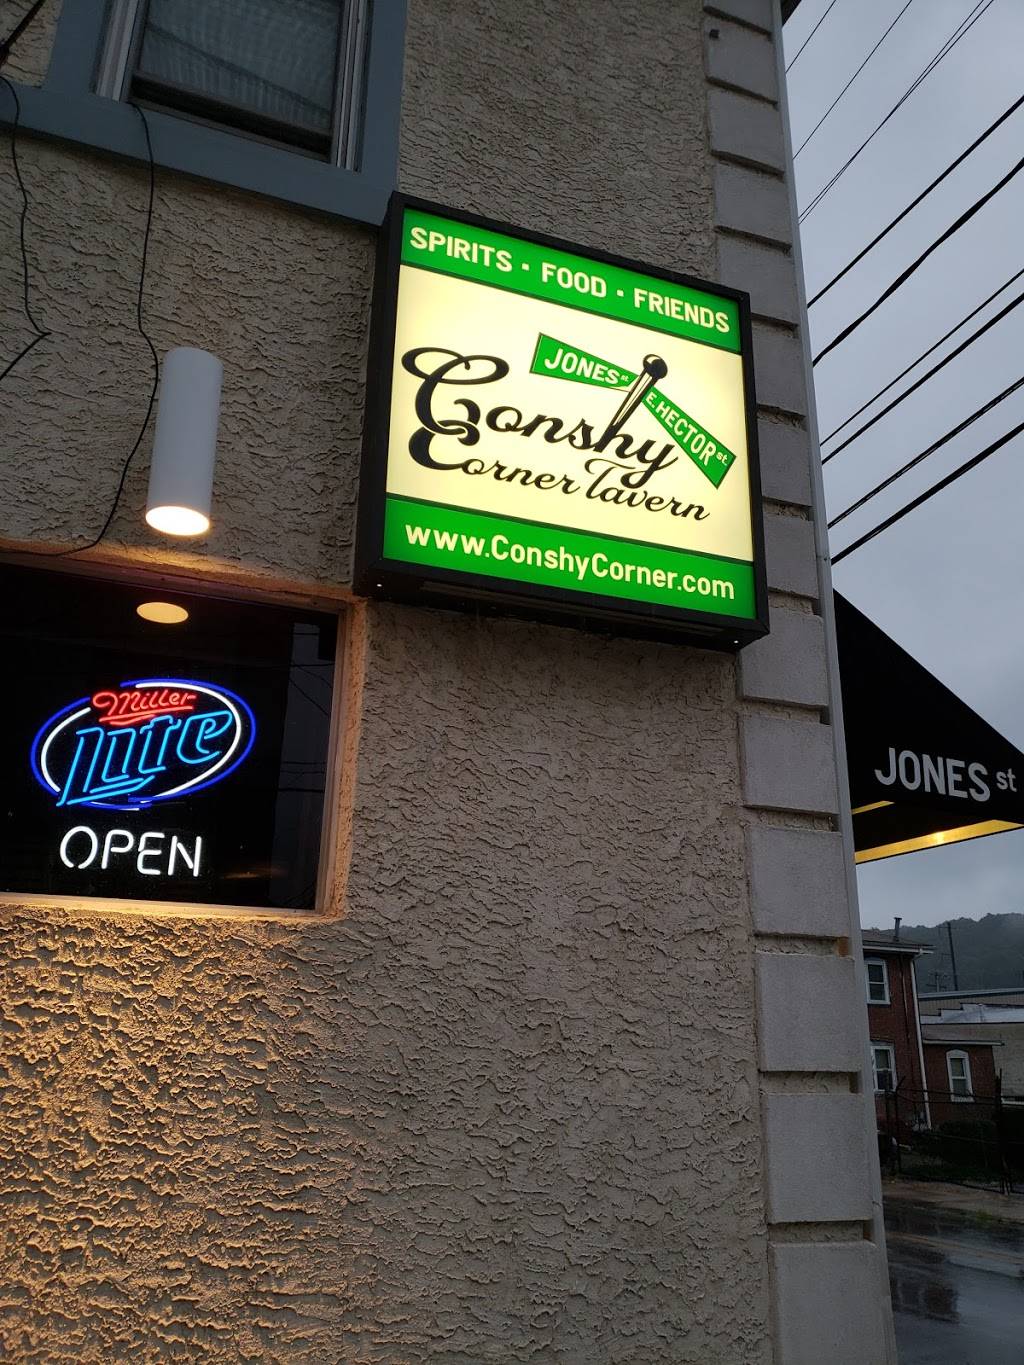 SPIRITS · FOOD · FRIENDS
JONES st.
E. HECTOR st.
Conshy
Corner Tavern
www.ConshyCorner.com
Miller
Lite
OPEN
JONES st